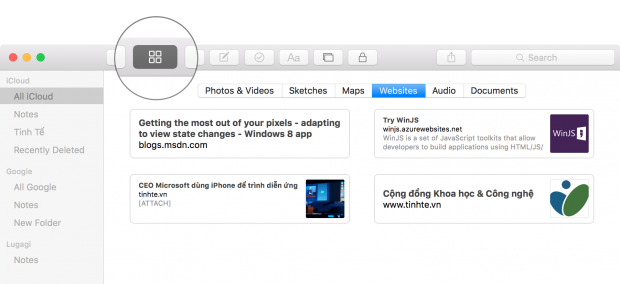 Aa
Search
iCloud
All iCloud
Notes
Tinh Tế
Recently Deleted
Google
All Google
Notes
New Folder
Lugagi
Notes
Photos & Videos Sketches Maps Websites Audio Documents
Getting the most out of your pixels - adapting
to view state changes - Windows 8 app
blogs.msdn.com
Try WinJS
winjs.azurewebsites.net
WinJS is a set of JavaScript toolkits that allow
developers to build applications using HTML/JS/
WinJS
CEO Microsoft dùng iPhone để trình diễn ứng
tinhte.vn
[ATTACH]
Cộng đồng Khoa học & Công nghệ
www.tinhte.vn